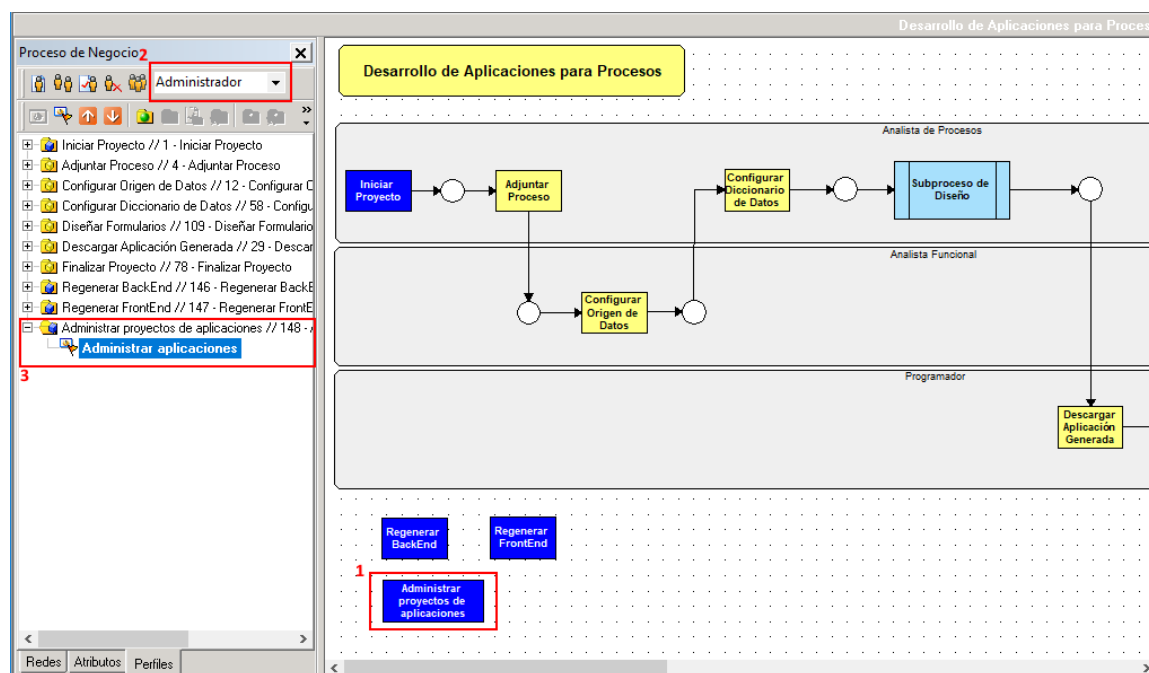 Desarrollo de Aplicaciones para Proces
Proceso de Negocio
2
Administrador
Iniciar Proyecto // 1 - Iniciar Proyecto
Adjuntar Proceso // 4 - Adjuntar Proceso
Configurar Origen de Datos // 12 - Configurar
Configurar Diccionario de Datos // 58 - Configu
Diseñar Formularios // 109 - Diseñar Formulario
Descargar Aplicación Generada // 29 - Descar
Finalizar Proyecto // 78 - Finalizar Proyecto
Regenerar BackEnd // 146 - Regenerar BackE
Regenerar FrontEnd // 147 - Regenerar FrontE
Administrar proyectos de aplicaciones // 148 -
Administrar aplicaciones
3
Redes
Atributos
Perfiles
Desarrollo de Aplicaciones para Procesos
Analista de Procesos
Iniciar
Proyecto
Adjuntar
Proceso
Configurar
Diccionario
de Datos
Subproceso de
Diseño
Analista Funcional
Configurar
Origen de
Datos
Programador
Descargar
Aplicación
Generada
Regenerar
BackEnd
Regenerar
FrontEnd
1
Administrar
proyectos de
aplicaciones